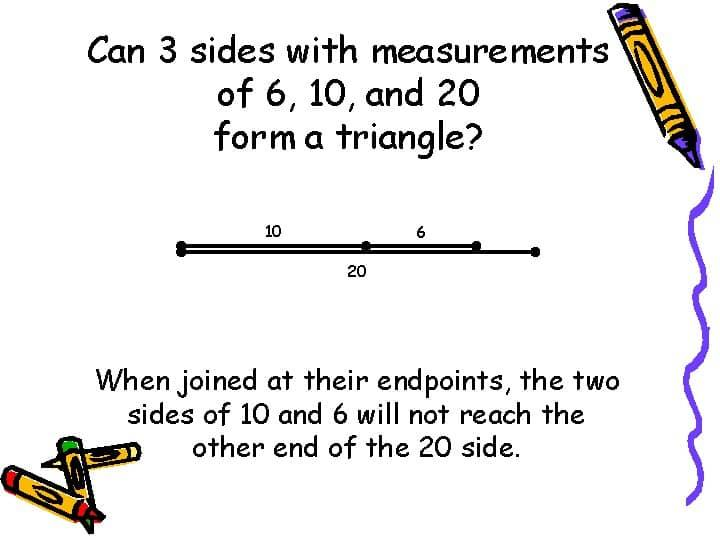 Can 3 sides with measurements
of 6, 10, and 20
form a triangle?
10
6
20
When joined at their endpoints, the two
sides of 10 and 6 will not reach the
other end of the 20 side.